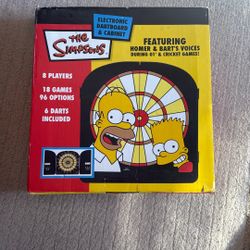 THE
SIMPSONS
ELECTRONIC
DARTBOARD
& CABINET
FEATURING
HOMER & BART'S VOICES
DURING 01' & CRICKET GAMES!
8 PLAYERS
18 GAMES
96 OPTIONS
6 DARTS
INCLUDED